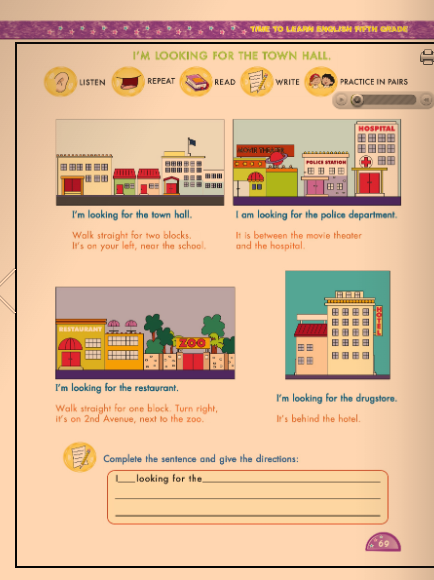 TIME TO LEARN ENGLISH FIFTH GRADE
I'M LOOKING FOR THE TOWN HALL.
LISTEN REPEAT READ WRITE PRACTICE IN PAIRS
HOSPITAL
MOVIE THEATER
POLICE STATION
I'm looking for the town hall.
Walk straight for two blocks.
It's on your left, near the school.
I am looking for the police department.
It is between the movie theater
and the hospital.
RESTAURANT
ZOO
HOTEL
I'm looking for the restaurant.
Walk straight for one block. Turn right,
it's on 2nd Avenue, next to the zoo.
I'm looking for the drugstore.
It's behind the hotel.
Complete the sentence and give the directions:
I___looking for the______________________
69